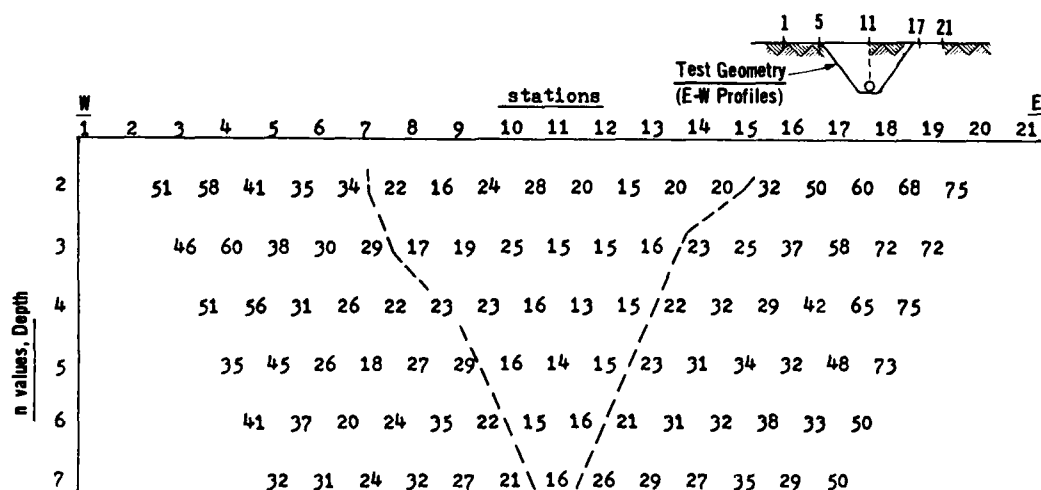 1 5 11 17 21
Test Geometry
(E-W Profiles)
stations
W E
1 2 3 4 5 6 7 8 9 10 11 12 13 14 15 16 17 18 19 20 21
n values, Depth
2 51 58 41 35 34 22 16 24 28 20 15 20 20 32 50 60 68 75
3 46 60 38 30 29 17 19 25 15 15 16 23 25 37 58 72 72
4 51 56 31 26 22 23 23 16 13 15 22 32 29 42 65 75
5 35 45 26 18 27 29 16 14 15 23 31 34 32 48 73
6 41 37 20 24 35 22 15 16 21 31 32 38 33 50
7 32 31 24 32 27 21 16 26 29 27 35 29 50